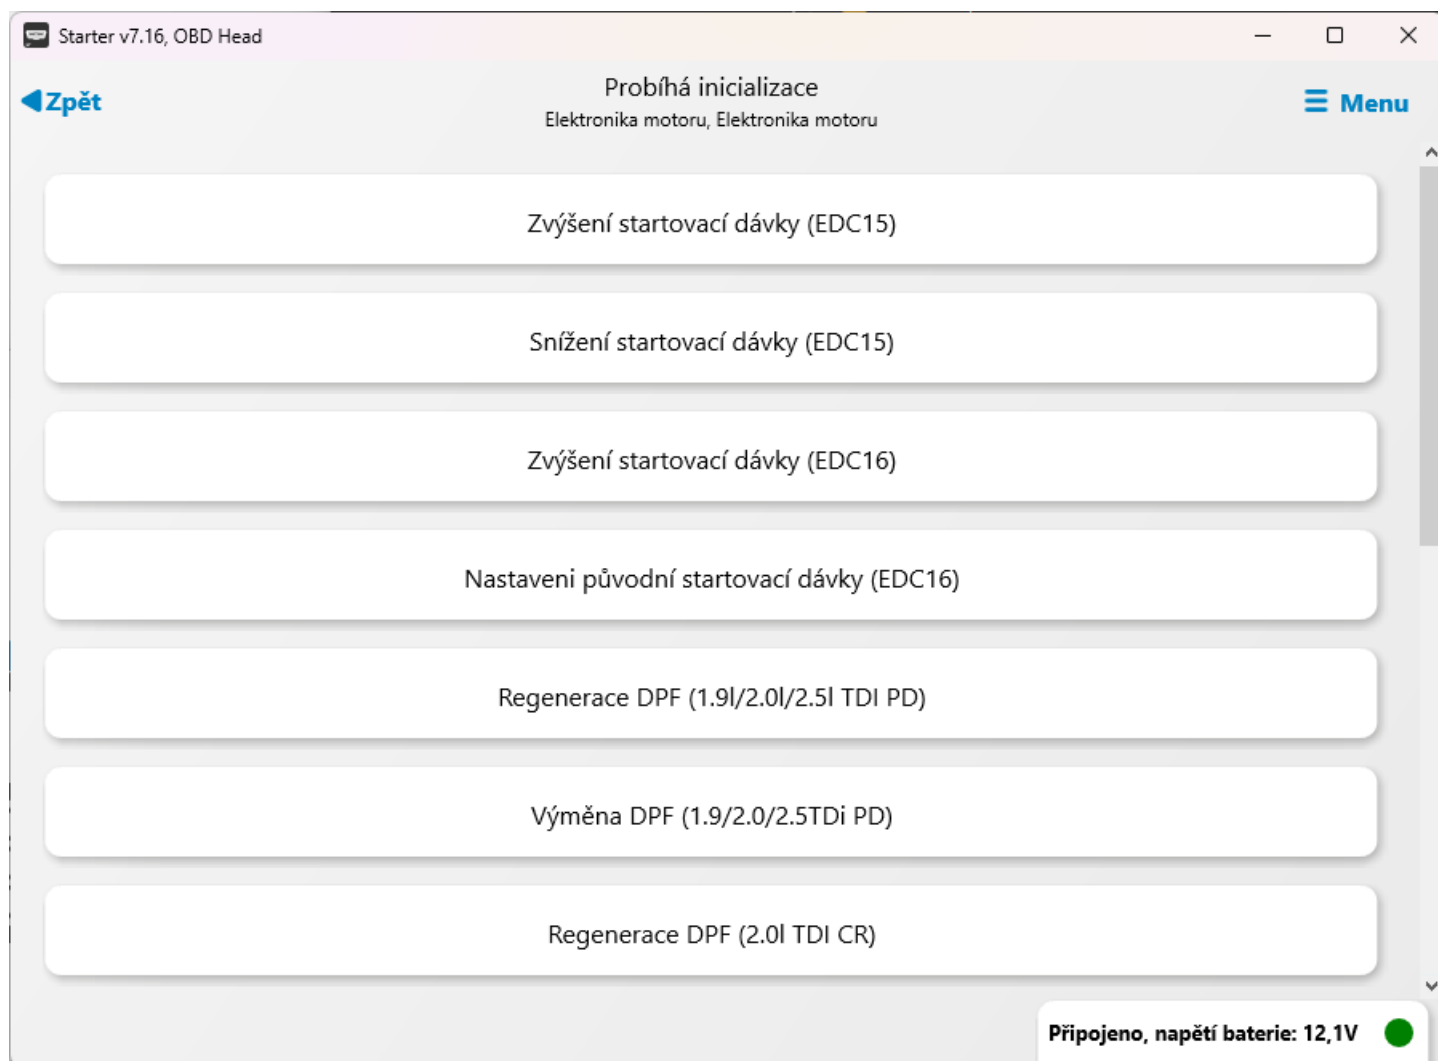 Starter v7.16, OBD Head
Zpět
Probíhá inicializace
Menu
Elektronika motoru, Elektronika motoru
Zvýšení startovací dávky (EDC15)
Snížení startovací dávky (EDC15)
Zvýšení startovací dávky (EDC16)
Nastaveni původní startovací dávky (EDC16)
Regenerace DPF (1.9l/2.0l/2.5l TDI PD)
Výměna DPF (1.9/2.0/2.5TDi PD)
Regenerace DPF (2.0l TDI CR)
Připojeno, napětí baterie: 12,1V